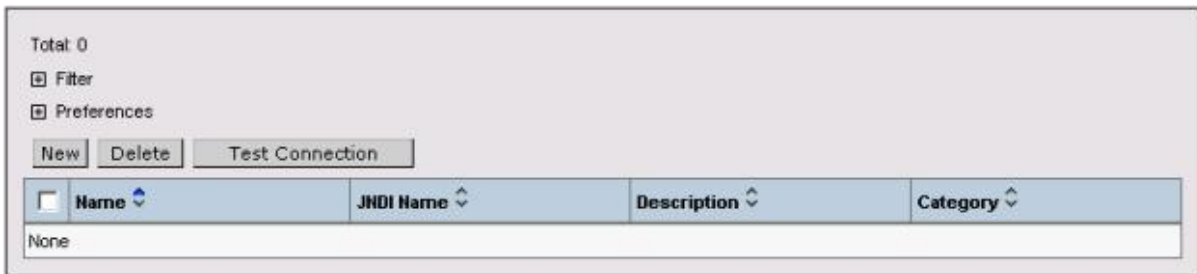 Total: 0
Filter
Preferences
New Delete Test Connection
Name JNDI Name Description Category
None